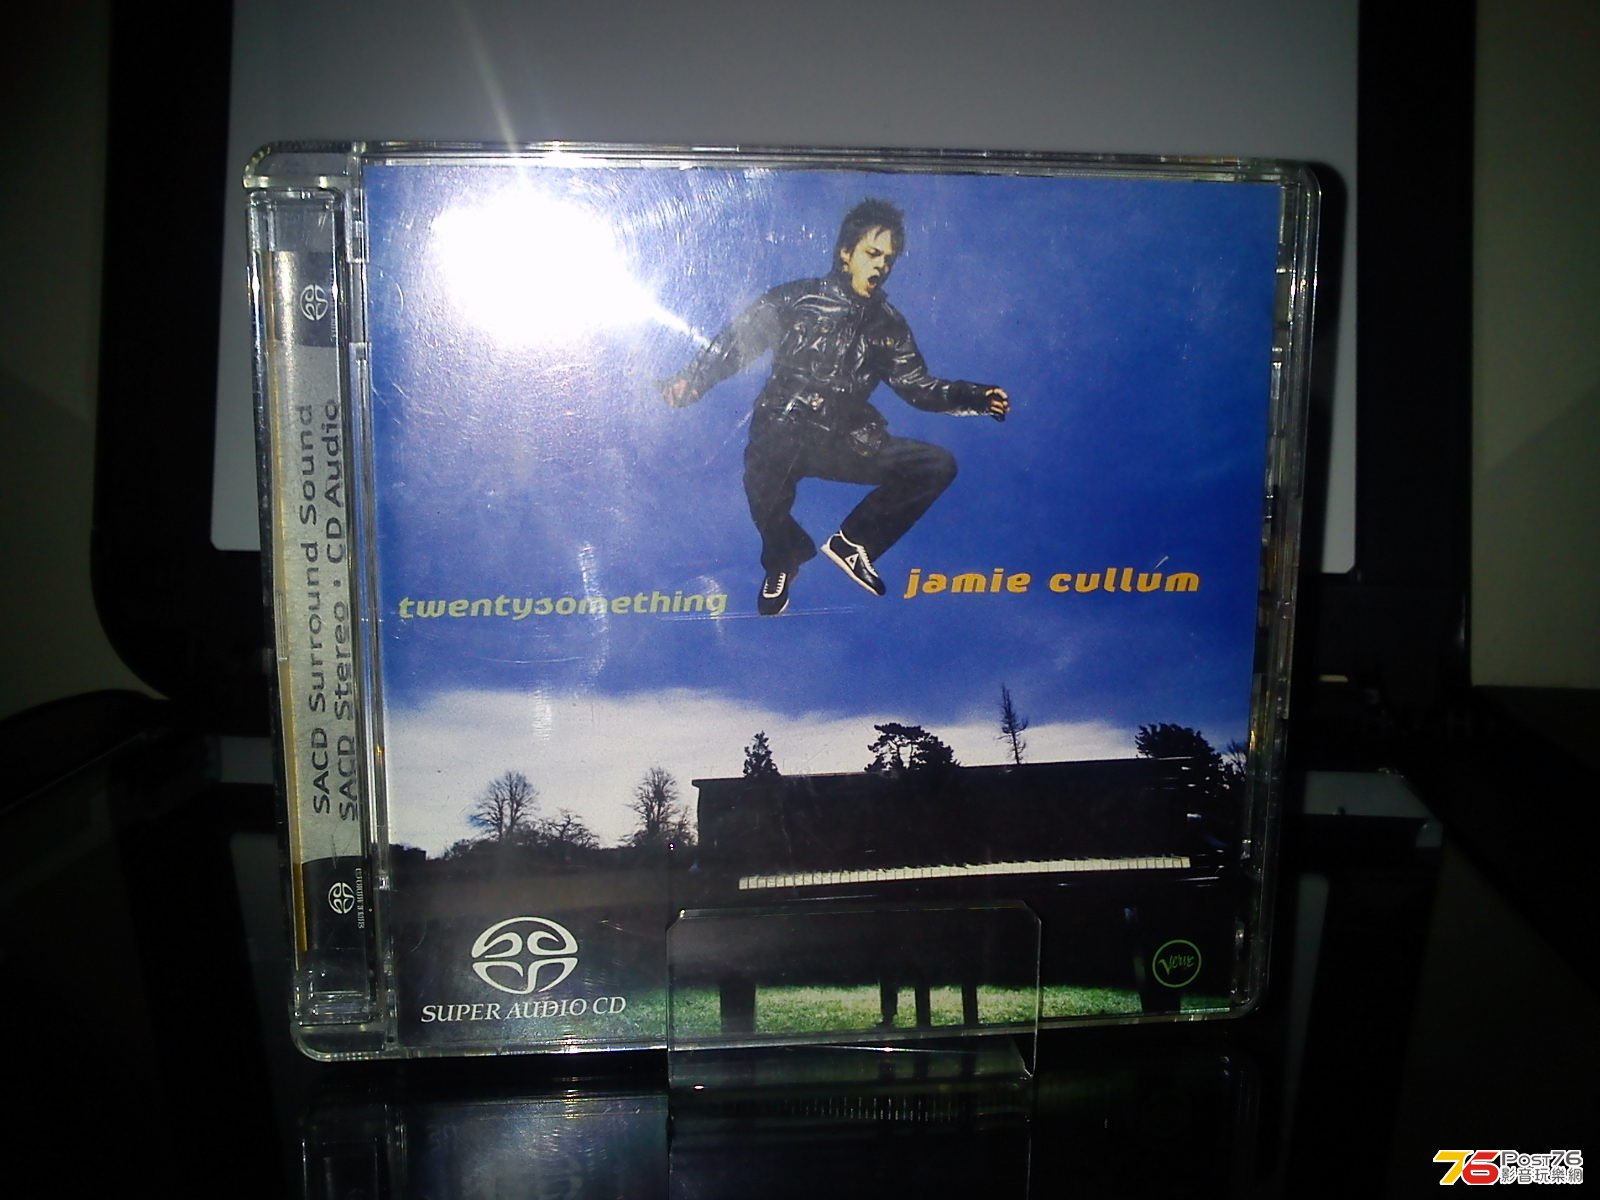 SACD Surround Sound
SACD Stereo · CD Audio
twentysomething
jamie cullum
SUPER AUDIO CD
Verve
76 Post76
影音玩樂網